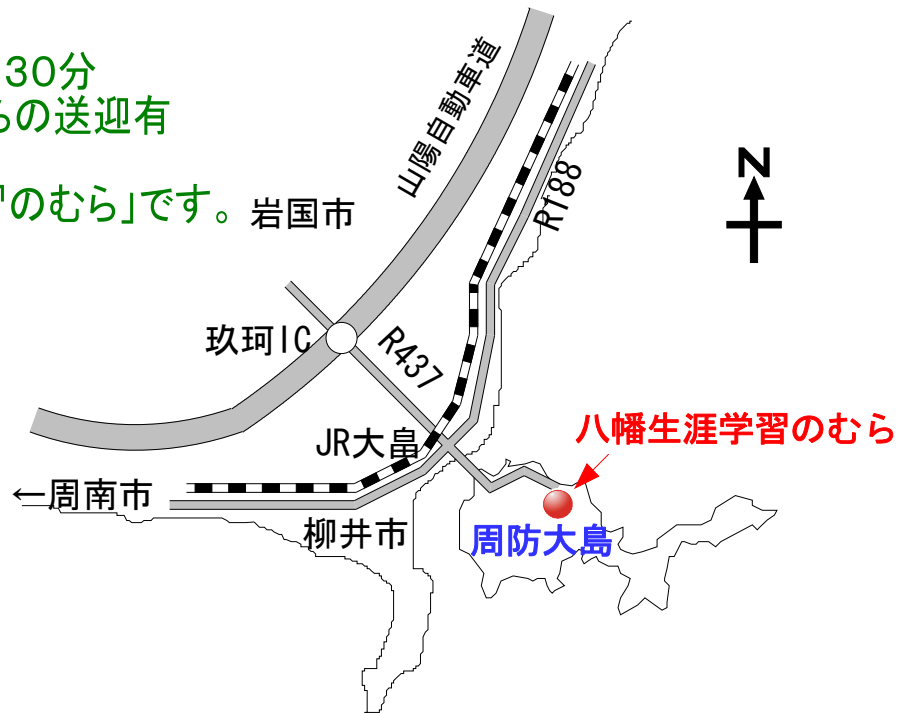 30分
らの送迎有
のむら」です。
山陽自動車道
N
R188
岩国市
玖珂IC
R437
JR大畠
八幡生涯学習のむら
←周南市
柳井市
周防大島